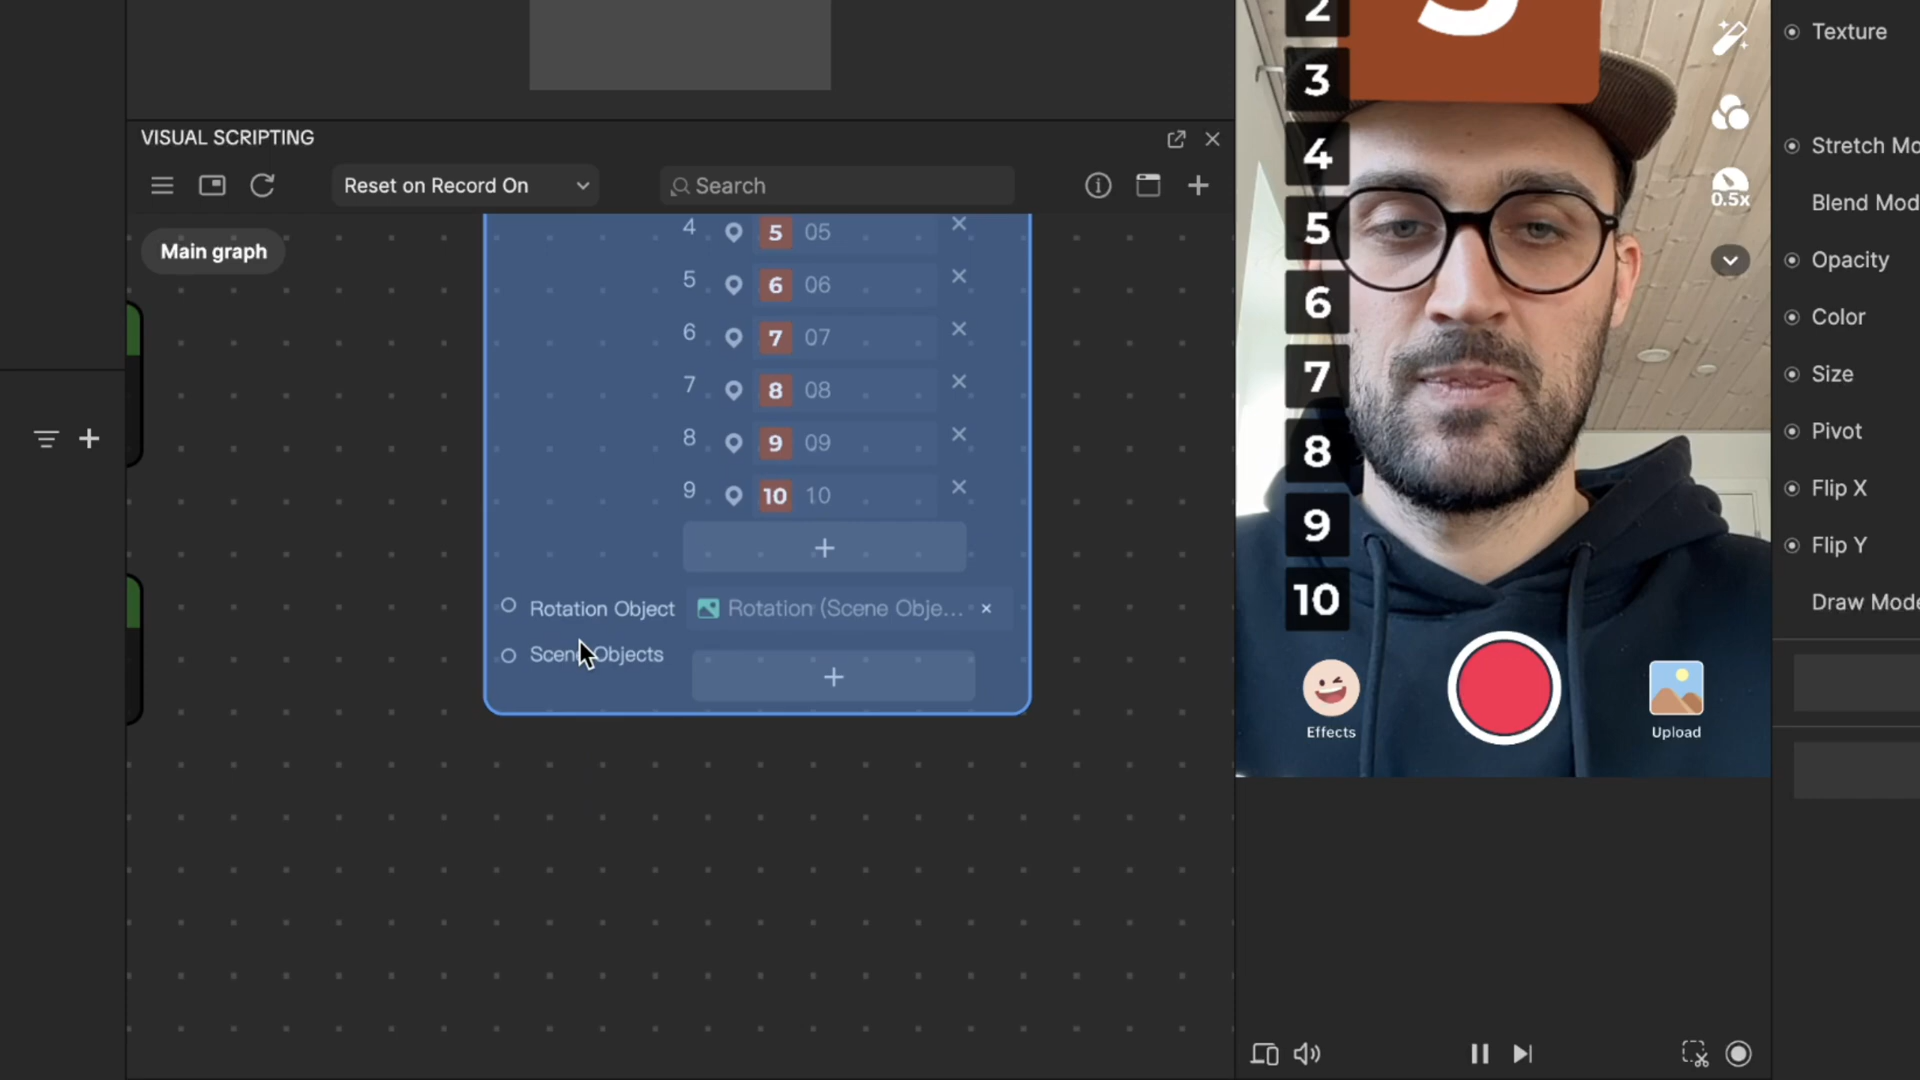 VISUAL SCRIPTING
Reset on Record On
Search
Main graph
4 5 05
5 6 06
6 7 07
7 8 08
8 9 09
9 10 10
Rotation Object Rotation (Scene Obje...
Scene Objects
2
3
4
5
6
7
8
9
10
0.5x
Effects
Upload
Texture
Stretch Mo
Blend Mod
Opacity
Color
Size
Pivot
Flip X
Flip Y
Draw Mode